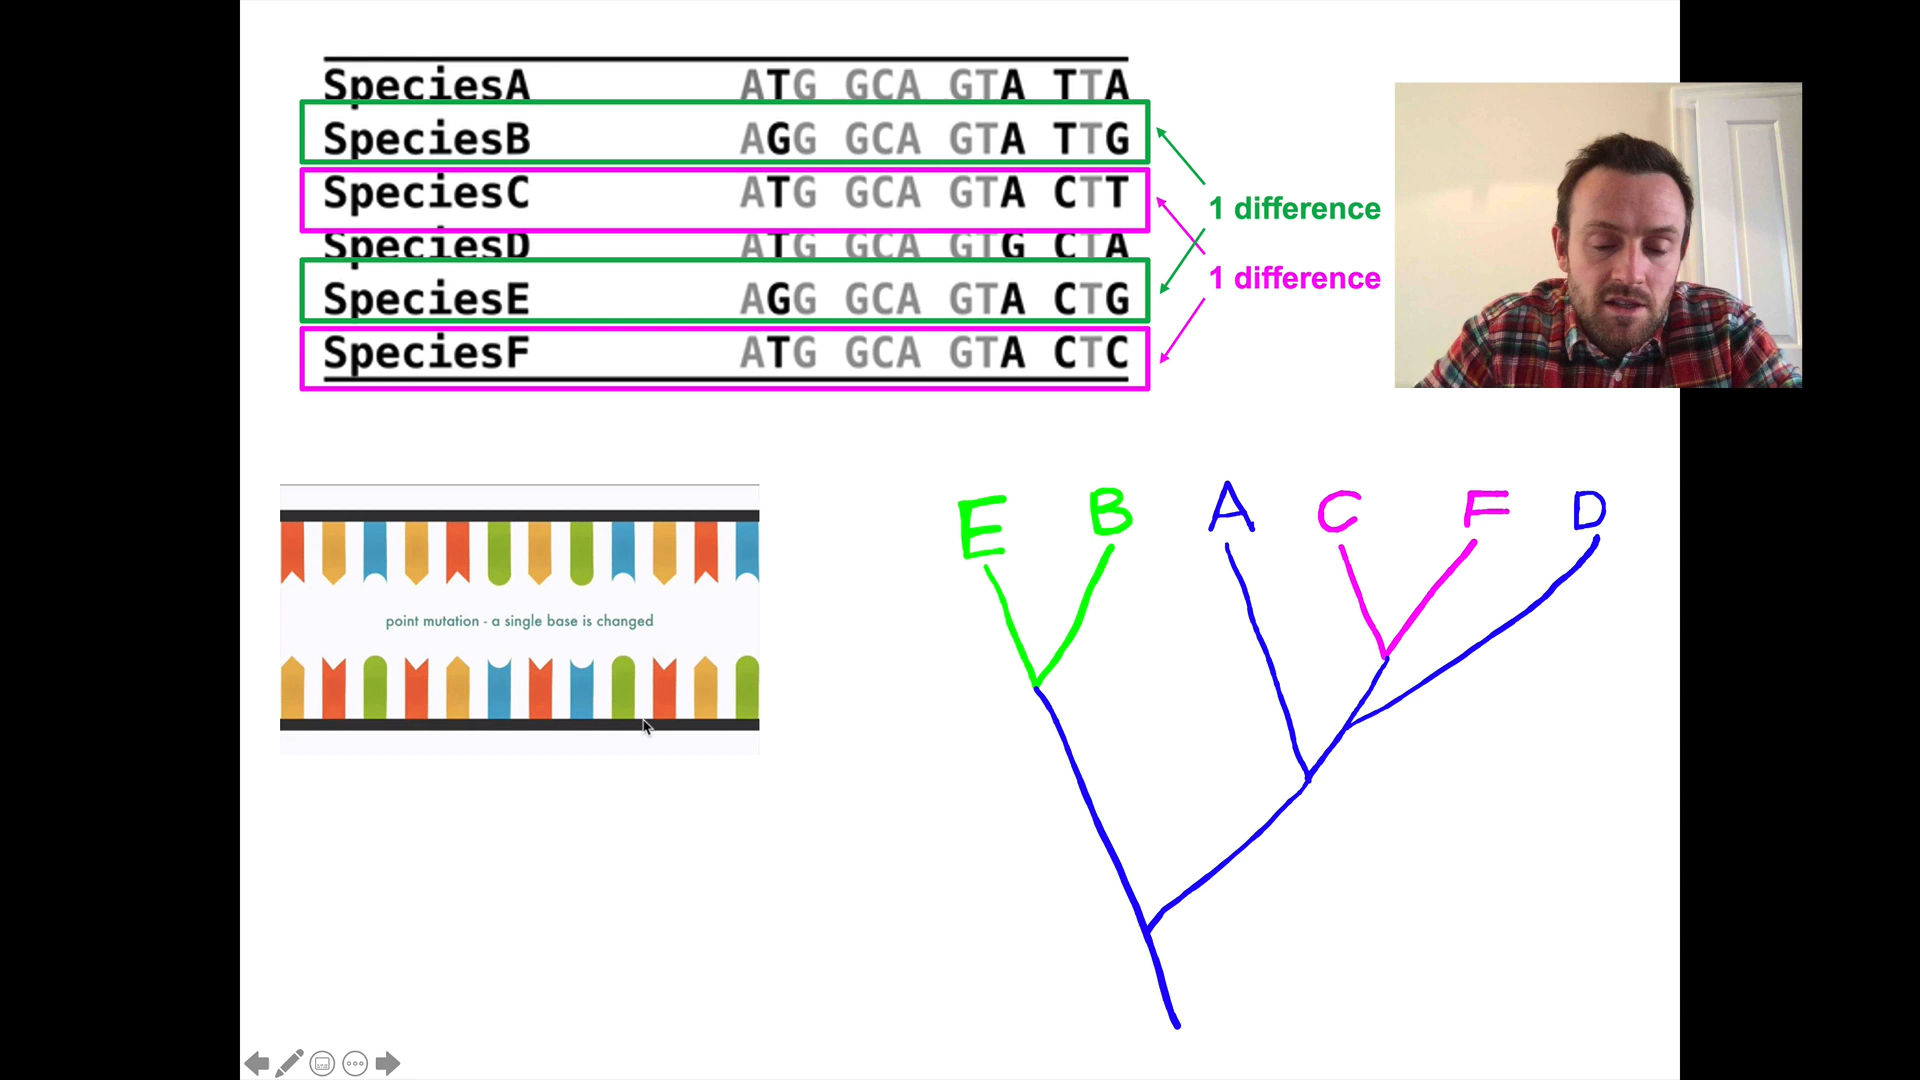 SpeciesA ATG GCA GTA TTA
SpeciesB AGG GCA GTA TTG
SpeciesC ATG GCA GTA CTT
SpeciesD ATG GCA GTG CTA
SpeciesE AGG GCA GTA CTG
SpeciesF ATG GCA GTA CTC
1 difference
1 difference
point mutation - a single base is changed
E B A C F D